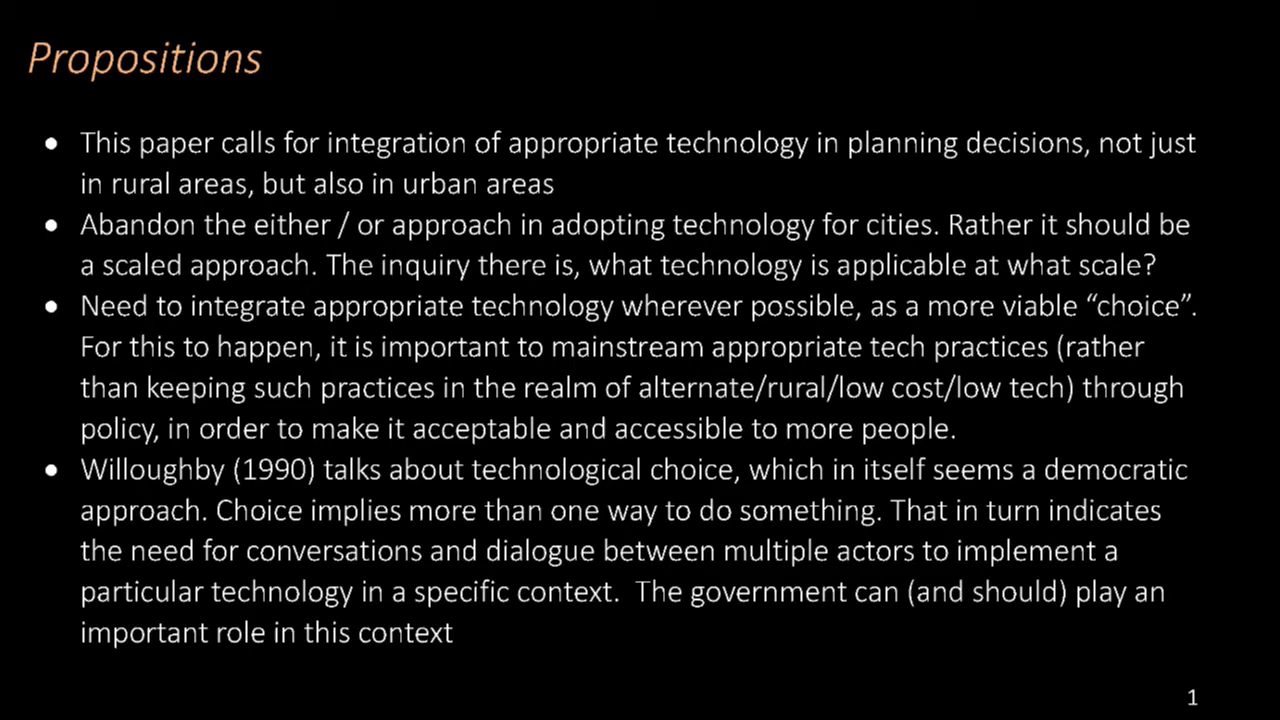 Propositions
• This paper calls for integration of appropriate technology in planning decisions, not just
in rural areas, but also in urban areas
• Abandon the either / or approach in adopting technology for cities. Rather it should be
a scaled approach. The inquiry there is, what technology is applicable at what scale?
• Need to integrate appropriate technology wherever possible, as a more viable “choice”.
For this to happen, it is important to mainstream appropriate tech practices (rather
than keeping such practices in the realm of alternate/rural/low cost/low tech) through
policy, in order to make it acceptable and accessible to more people.
• Willoughby (1990) talks about technological choice, which in itself seems a democratic
approach. Choice implies more than one way to do something. That in turn indicates
the need for conversations and dialogue between multiple actors to implement a
particular technology in a specific context.  The government can (and should) play an
important role in this context
1